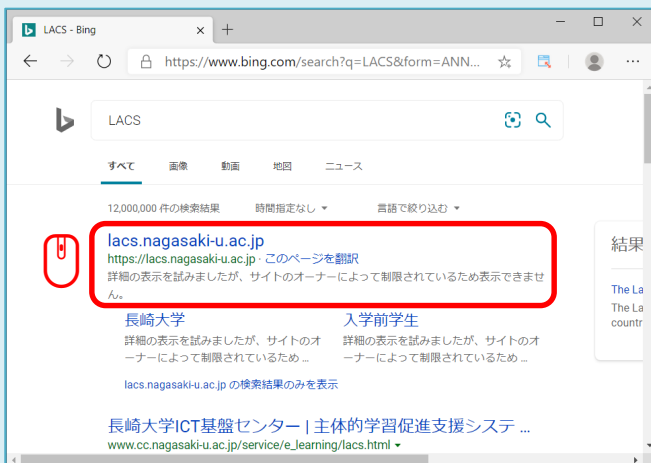 LACS - Bing
https://www.bing.com/search?q=LACS&form=ANN...
LACS
すべて 画像 動画 地図 ニュース
12,000,000 件の検索結果 時間指定なし 言語で絞り込む
lacs.nagasaki-u.ac.jp
https://lacs.nagasaki-u.ac.jp · このページを翻訳
詳細の表示を試みましたが、サイトのオーナーによって制限されているため表示できませ
ん。
結果
長崎大学 入学前学生
The La
詳細の表示を試みましたが、サイトのオ 詳細の表示を試みましたが、サイトのオ
The La
ーナーによって制限されているため ... ーナーによって制限されているため ...
countr
lacs.nagasaki-u.ac.jp の検索結果のみを表示
長崎大学ICT基盤センター | 主体的学習促進支援システ ...
www.cc.nagasaki-u.ac.jp/service/e_learning/lacs.html